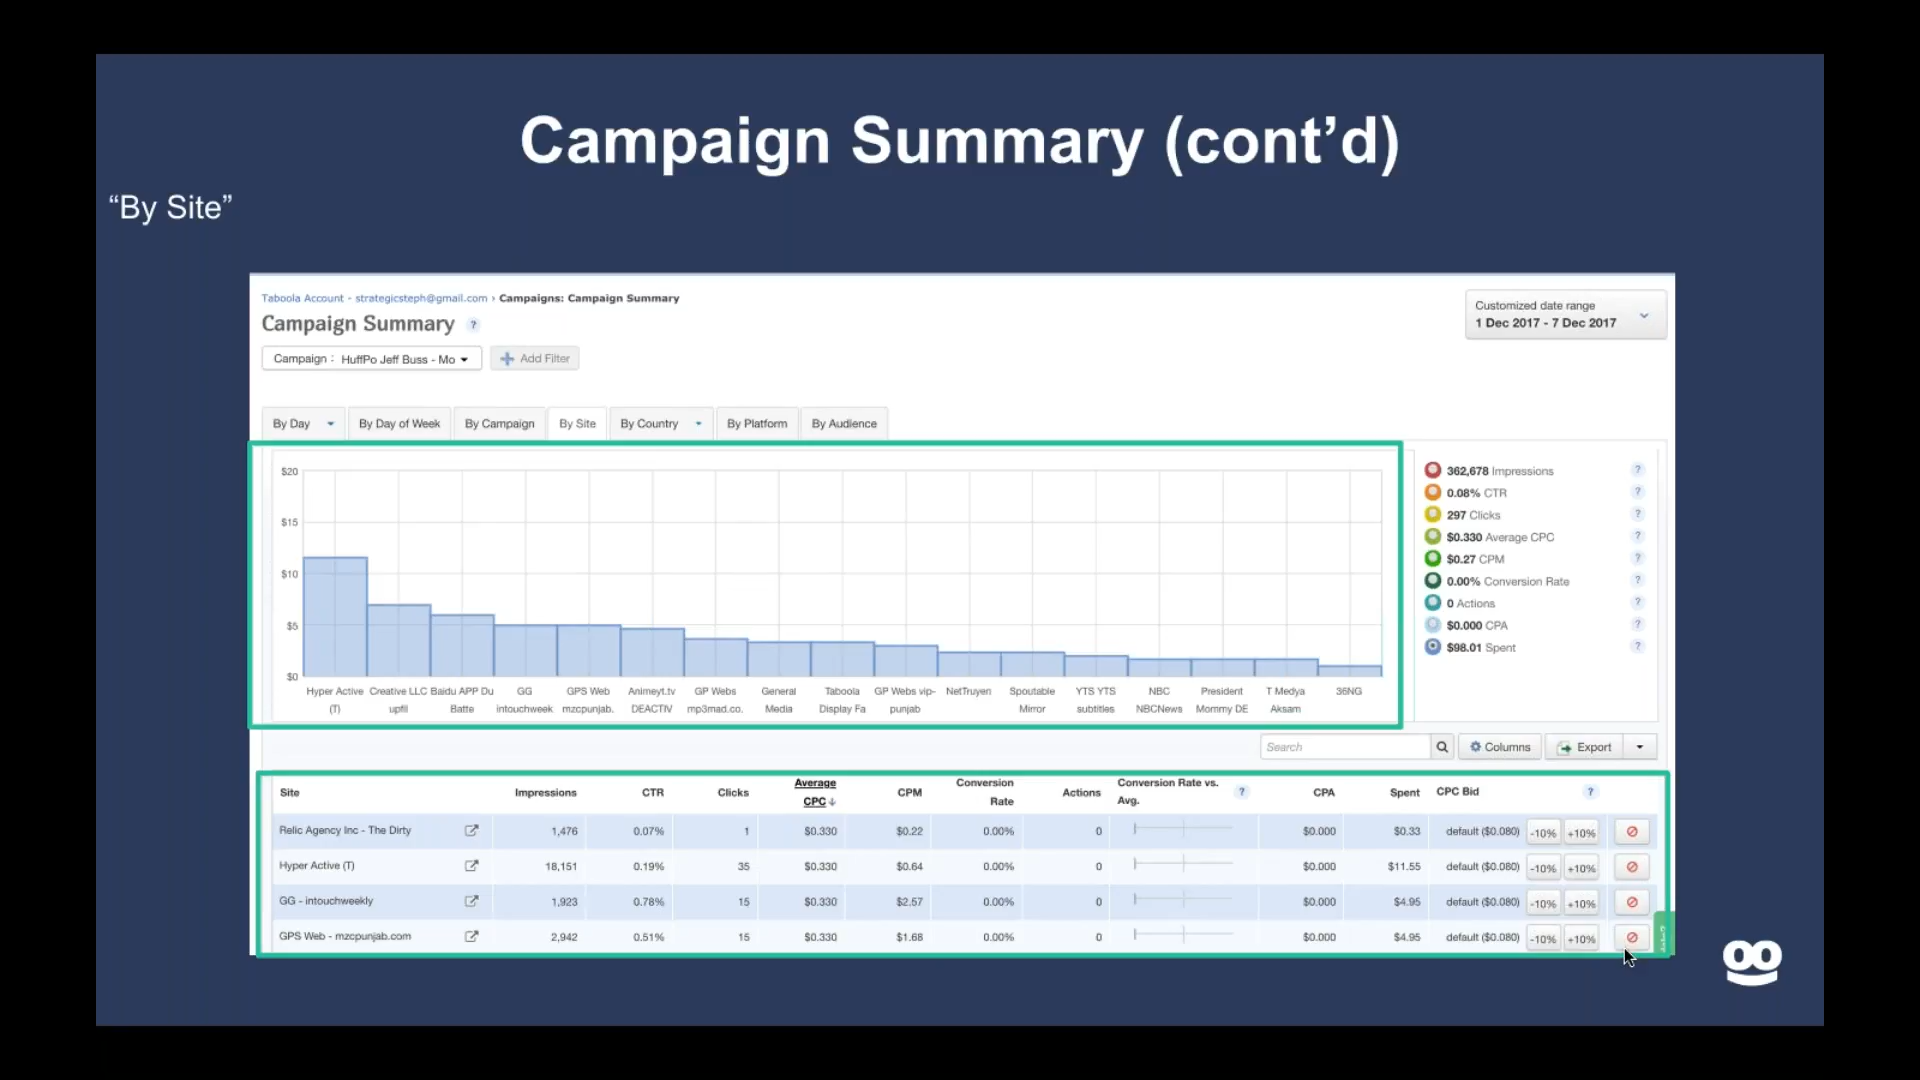 Campaign Summary (cont’d)
“By Site”
Taboola Account - strategicsteph@gmail.com › Campaigns: Campaign Summary
Campaign Summary ?
Customized date range
1 Dec 2017 - 7 Dec 2017
Campaign : HuffPo Jeff Buss - Mo
Add Filter
By Day By Day of Week By Campaign By Site By Country By Platform By Audience
$20
$15
$10
$5
$0
Hyper Active (T)
Creative LLC upfil
Baidu APP Du Batte
GG intouchweek
GPS Web mzcpunjab.
Animeyt.tv DEACTIV
GP Webs mp3mad.co.
General Media
Taboola Display Fa
GP Webs vip-punjab
NetTruyen
Spoutable Mirror
YTS YTS subtitles
NBC NBCNews
President Mommy DE
T Medya Aksam
36NG
362,678 Impressions ?
0.08% CTR ?
297 Clicks ?
$0.330 Average CPC ?
$0.27 CPM ?
0.00% Conversion Rate ?
0 Actions ?
$0.000 CPA ?
$98.01 Spent ?
Search Columns Export
Site Impressions CTR Clicks Average CPC↓ CPM Conversion Rate Actions Conversion Rate vs. Avg. ? CPA Spent CPC Bid ?
Relic Agency Inc - The Dirty 1,476 0.07% 1 $0.330 $0.22 0.00% 0 $0.000 $0.33 default ($0.080) -10% +10%
Hyper Active (T) 18,151 0.19% 35 $0.330 $0.64 0.00% 0 $0.000 $11.55 default ($0.080) -10% +10%
GG - intouchweekly 1,923 0.78% 15 $0.330 $2.57 0.00% 0 $0.000 $4.95 default ($0.080) -10% +10%
GPS Web - mzcpunjab.com 2,942 0.51% 15 $0.330 $1.68 0.00% 0 $0.000 $4.95 default ($0.080) -10% +10%